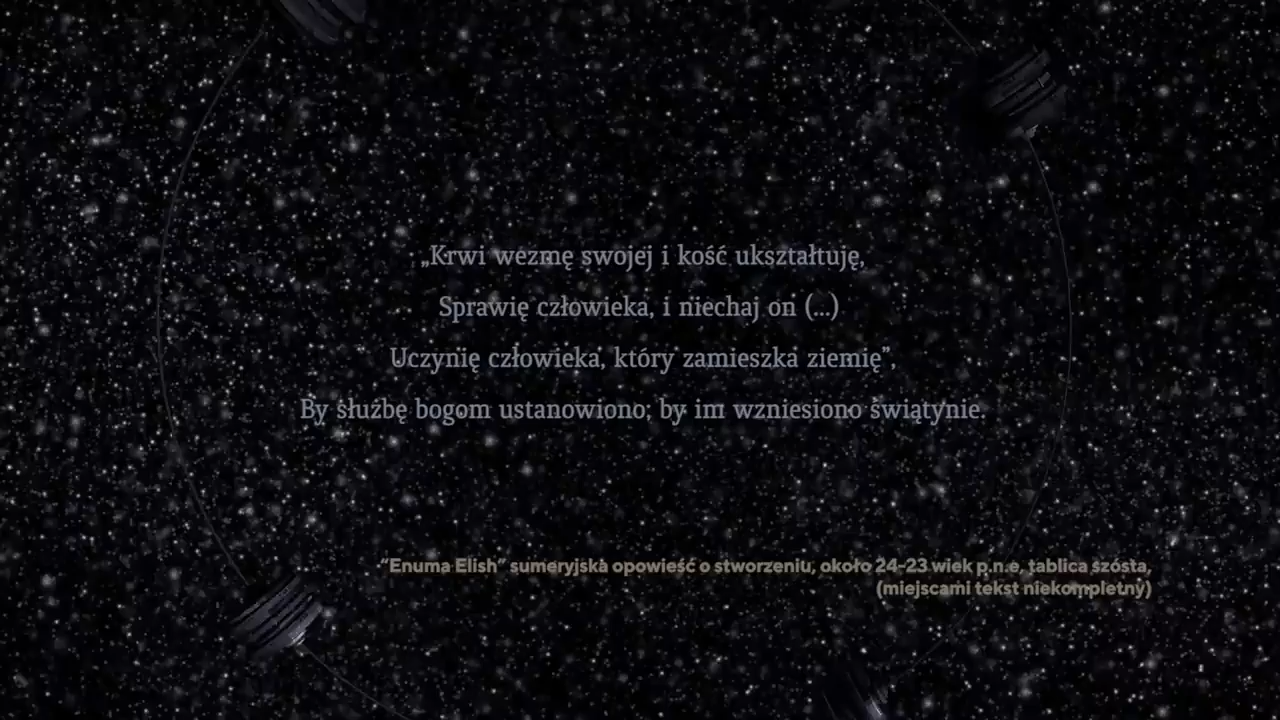 „Krwi wezmę swojej i kość ukształtuję,
Sprawię człowieka, i niechaj on (...)
Uczynię człowieka, który zamieszka ziemię”,
By służbę bogom ustanowiono; by im wzniesiono świątynie.
“Enuma Elish” sumeryjska opowieść o stworzeniu, około 24-23 wiek p.n.e, tablica szósta,
(miejscami tekst niekompletny)